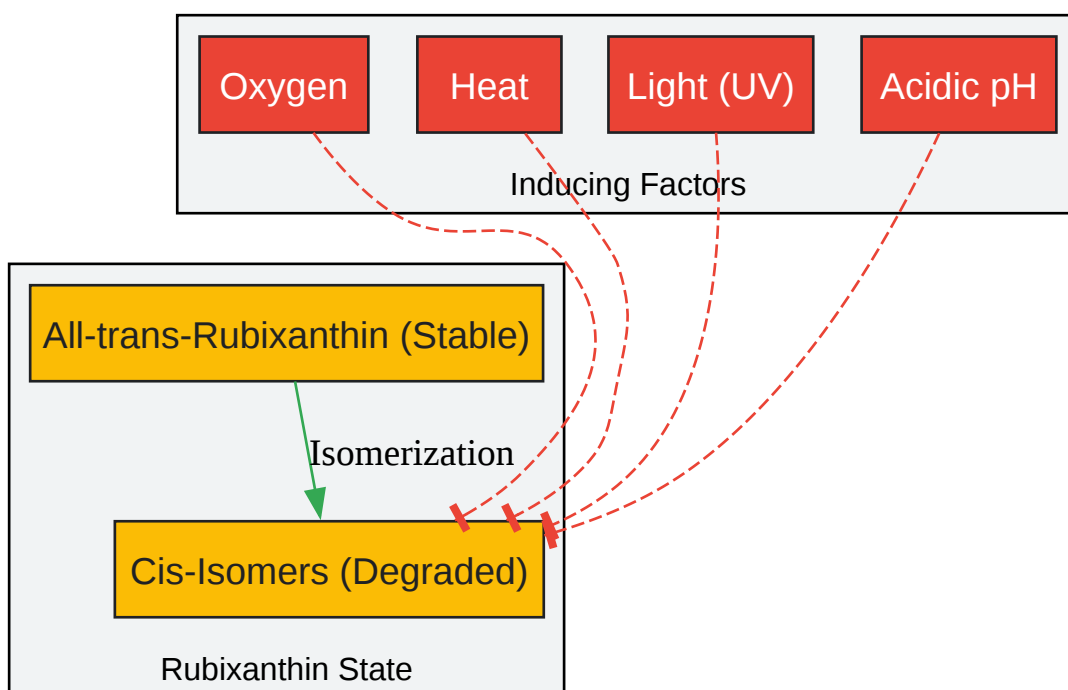 Oxygen
Heat
Light (UV)
Acidic pH
Inducing Factors
All-trans-Rubixanthin (Stable)
Isomerization
Cis-Isomers (Degraded)
Rubixanthin State